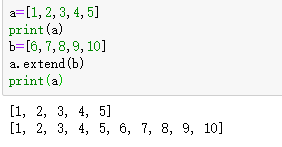 a=[1,2,3,4,5]
print(a)
b=[6,7,8,9,10]
a.extend(b)
print(a)
[1, 2, 3, 4, 5]
[1, 2, 3, 4, 5, 6, 7, 8, 9, 10]